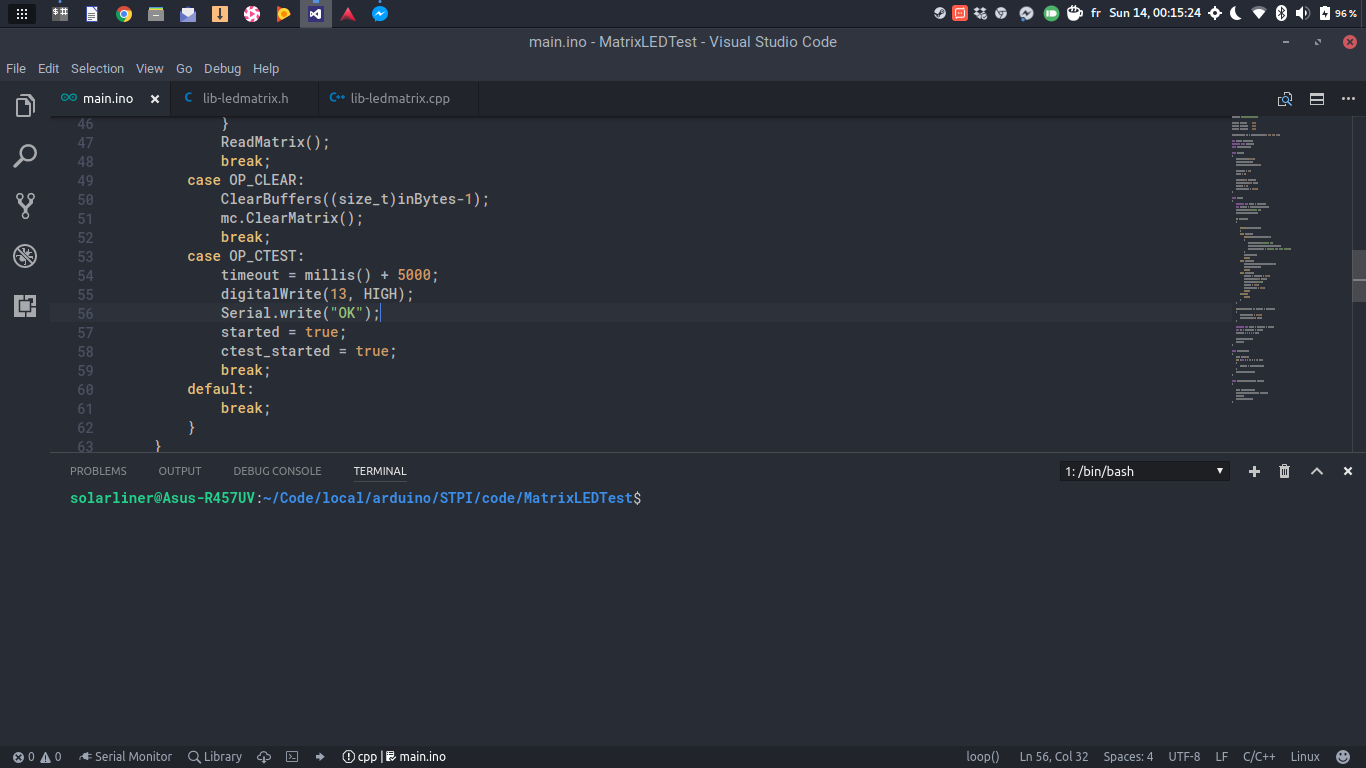 fr Sun 14, 00:15:24 96 %
main.ino - MatrixLEDTest - Visual Studio Code
File Edit Selection View Go Debug Help
main.ino lib-ledmatrix.h lib-ledmatrix.cpp
46 }
47 ReadMatrix();
48 break;
49 case OP_CLEAR:
50 ClearBuffers((size_t)inBytes-1);
51 mc.ClearMatrix();
52 break;
53 case OP_CTEST:
54 timeout = millis() + 5000;
55 digitalWrite(13, HIGH);
56 Serial.write("OK");
57 started = true;
58 ctest_started = true;
59 break;
60 default:
61 break;
62 }
63 }
PROBLEMS OUTPUT DEBUG CONSOLE TERMINAL 1: /bin/bash
solarliner@Asus-R457UV:~/Code/local/arduino/STPI/code/MatrixLEDTest$
0 0 Serial Monitor Library cpp | main.ino loop() Ln 56, Col 32 Spaces: 4 UTF-8 LF C/C++ Linux